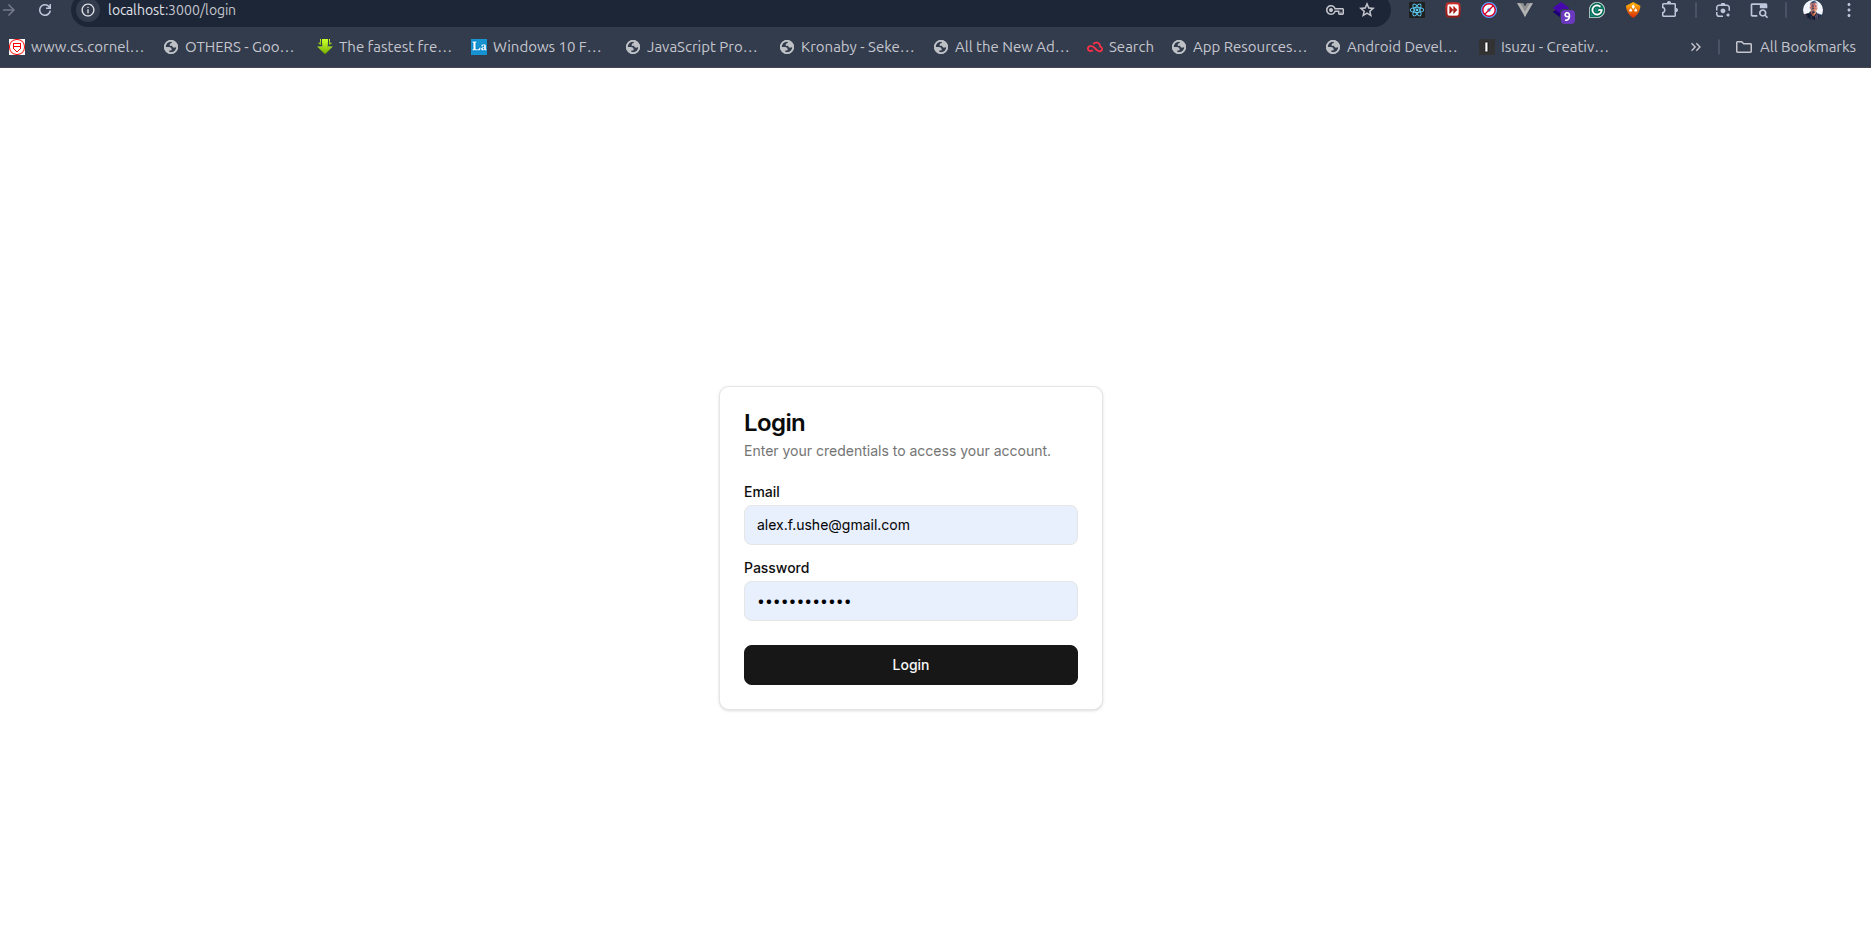 localhost:3000/login
9
www.cs.cornel...
OTHERS - Goo...
The fastest fre...
La
Windows 10 F...
JavaScript Pro...
Kronaby - Seke...
All the New Ad...
Search
App Resources...
Android Devel...
I
Isuzu - Creativ...
All Bookmarks
Login
Enter your credentials to access your account.
Email
alex.f.ushe@gmail.com
Password
••••••••••••
Login